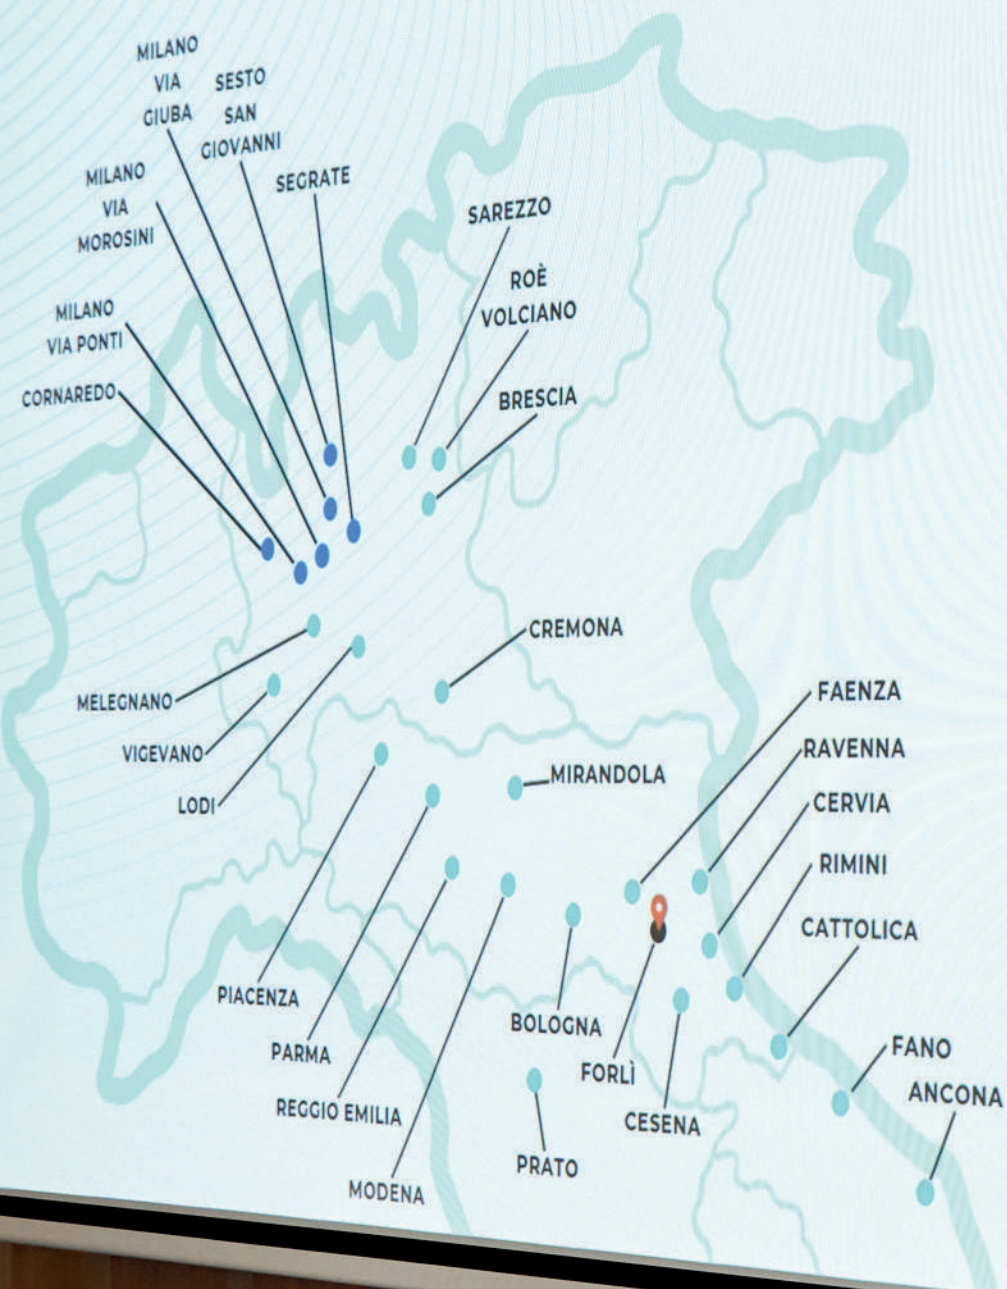 MILANO
VIA
GIUBA
SESTO
SAN
GIOVANNI
SEGRATE
MILANO
VIA
MOROSINI
SAREZZO
ROÈ
VOLCIANO
MILANO
VIA PONTI
CORNAREDO
BRESCIA
CREMONA
MELEGNANO
VIGEVANO
LODI
FAENZA
RAVENNA
MIRANDOLA
CERVIA
RIMINI
CATTOLICA
PIACENZA
PARMA
REGGIO EMILIA
MODENA
BOLOGNA
FORLÌ
CESENA
PRATO
FANO
ANCONA